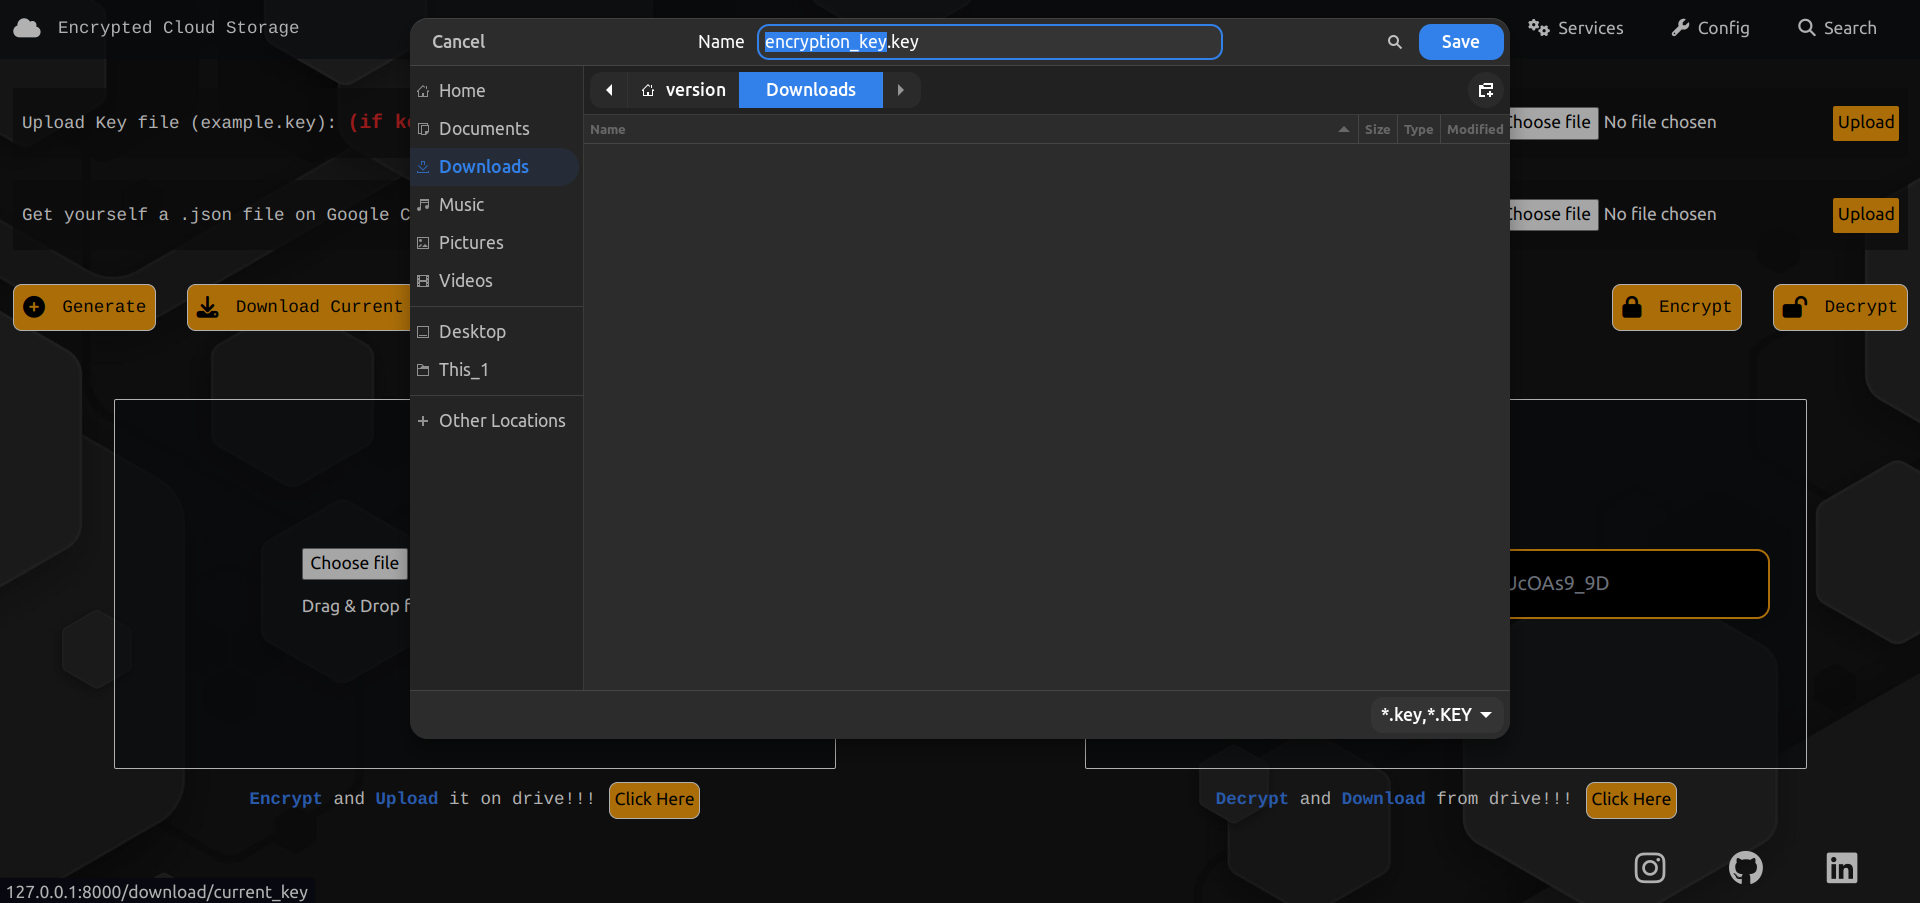 Encrypted Cloud Storage
Services
Config
Search
Cancel
Name
encryption_key.key
Save
Home
Documents
Downloads
Music
Pictures
Videos
Desktop
This_1
Other Locations
version
Downloads
Name
Size
Type
Modified
*.key,*.KEY
Upload Key file (example.key): (if
Choose file No file chosen
Upload
Get yourself a .json file on Google
Choose file No file chosen
Upload
Generate
Download Current
Encrypt
Decrypt
Choose file
Drag & Drop
JcOAs9_9D
Encrypt and Upload it on drive!!!
Click Here
Decrypt and Download from drive!!!
Click Here
127.0.0.1:8000/download/current_key